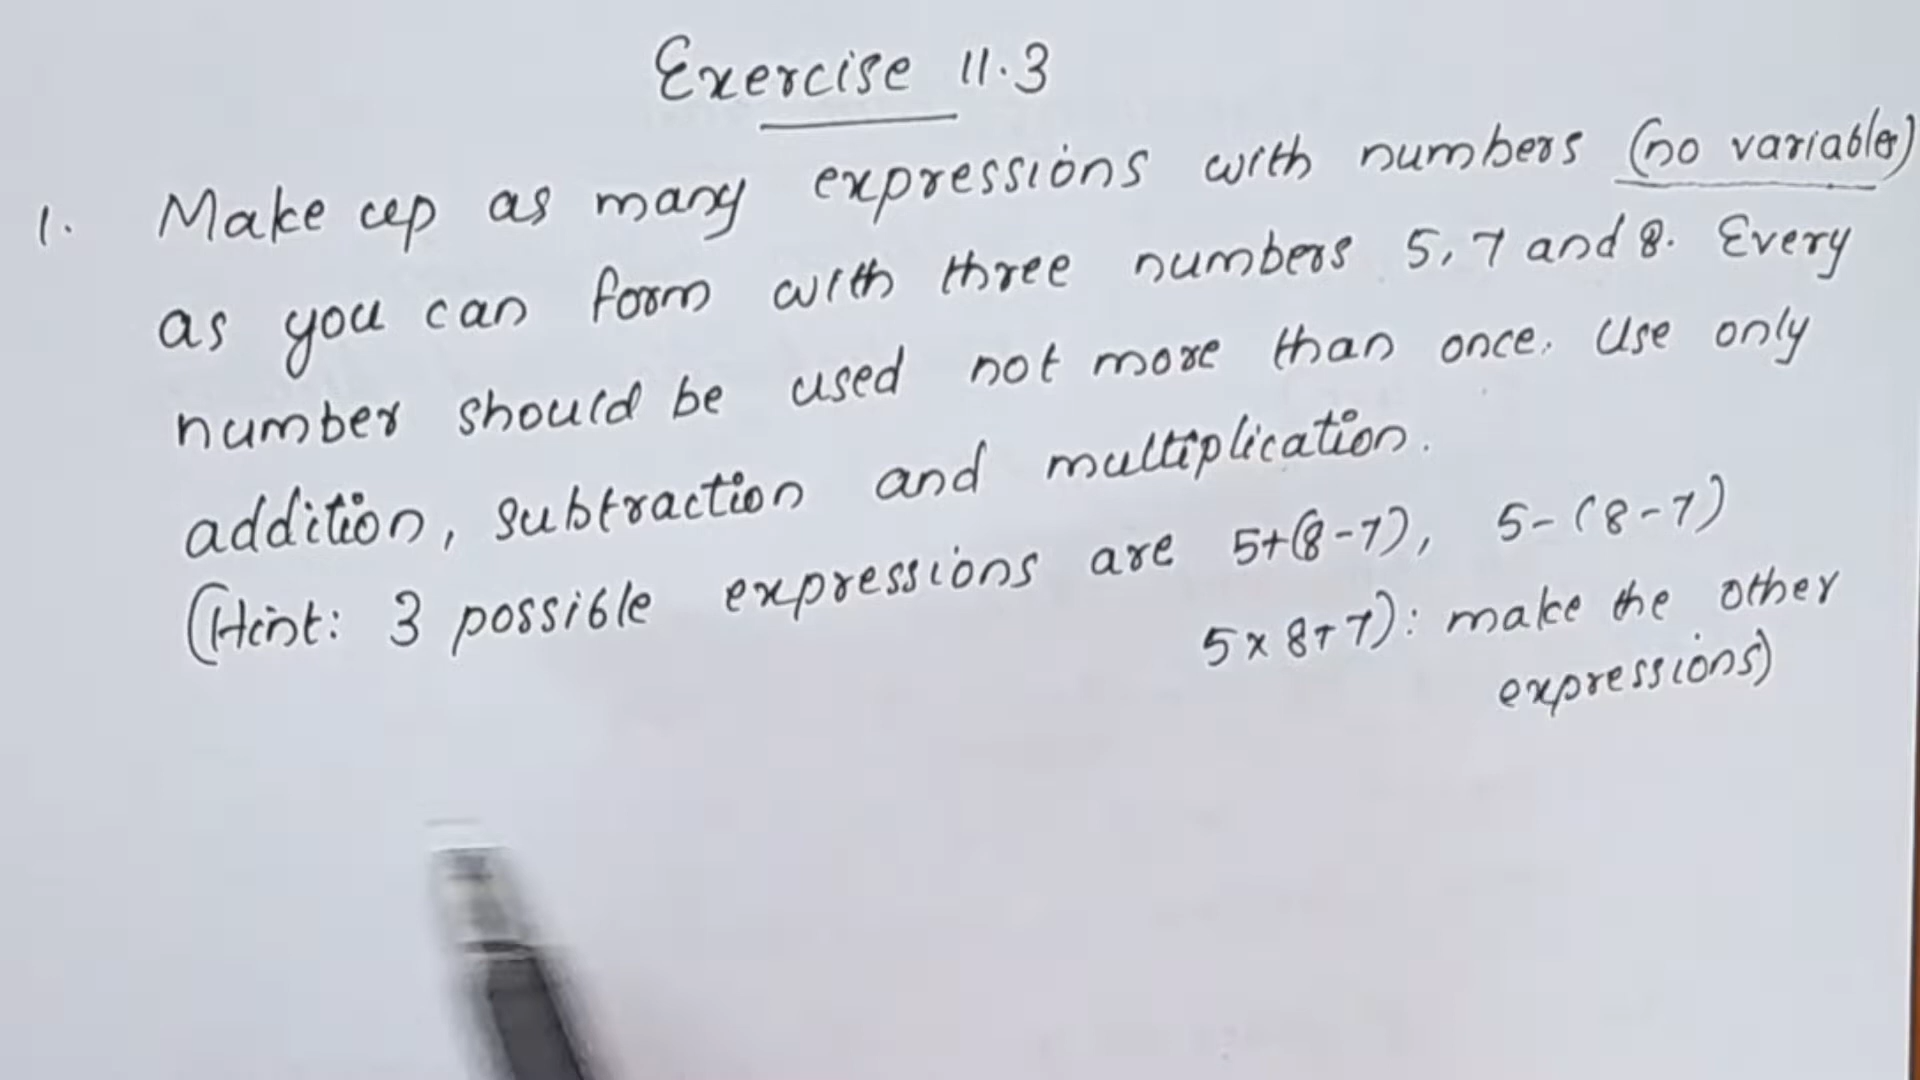 Exercise 11.3
1. Make up as many expressions with numbers (no variables)
as you can form with three numbers 5, 7 and 8. Every
number should be used not more than once. Use only
addition, subtraction and multiplication.
(Hint: 3 possible expressions are 5+(8-7), 5-(8-7)
5×8+7): make the other
expressions)